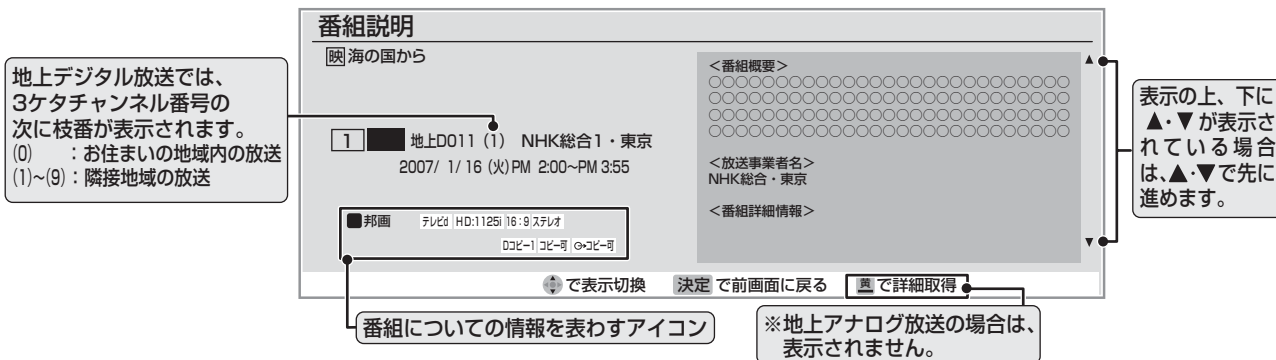 番組説明
映 海の国から
地上デジタル放送では、
3ケタチャンネル番号の
次に枝番が表示されます。
(0)　：お住まいの地域内の放送
(1)~(9)：隣接地域の放送
1 地上D011 (1) NHK総合1・東京
2007/ 1/ 16 (火) PM 2:00~PM 3:55
邦画 テレビd HD:1125i 16:9 ステレオ
Dコピー1 コピー可 コピー可
<番組概要>
○○○○○○○○○○○○○○○○○○○○○○○○
○○○○○○○○○○○○○○○○○○○○○○○○
○○○○○○○○○○○○○○○○○○○○○○○○
○○○○○○○○○○○○○○○○○○○○○○○○
<放送事業者名>
NHK総合・東京
<番組詳細情報>
▲
▼
表示の上、下に
▲・▼が表示さ
れている場合
は、▲・▼で先に
進めます。
で表示切換 決定 で前画面に戻る 黄 で詳細取得
番組についての情報を表わすアイコン
※地上アナログ放送の場合は、
表示されません。